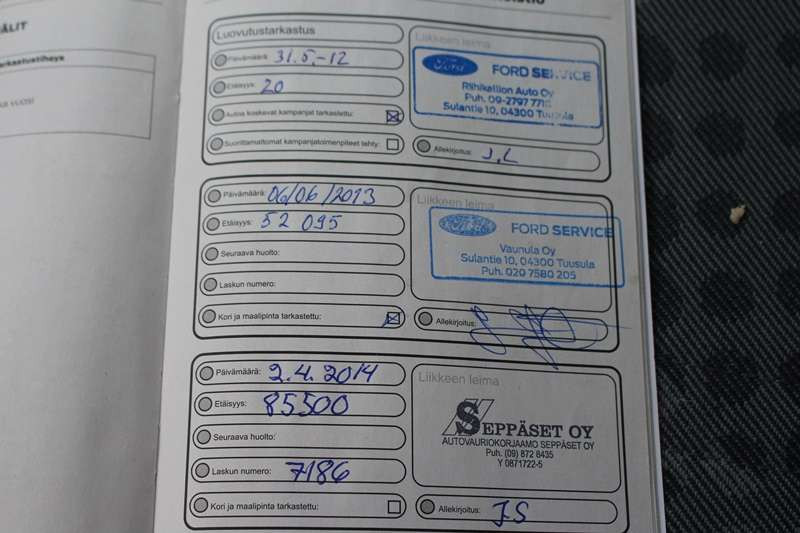 ÄLIT
Luovutustarkastus
Päivämäärä: 31.5.-12
Etäisyys: 20
Autoa koskevat kampanjat tarkastettu:
Suorittamattomat kampanjatoimenpiteet tehty:
Liikkeen leima
Ford FORD SERVICE
Riihikallion Auto Oy
Puh. 09-2797 771
Sulantie 10, 04300 Tuusula
Allekirjoitus: J.L
Päivämäärä: 06/06/2013
Etäisyys: 52 095
Seuraava huolto:
Laskun numero:
Kori ja maalipinta tarkastettu:
Liikkeen leima
Ford FORD SERVICE
Vaunula Oy
Sulantie 10, 04300 Tuusula
Puh. 020 7580 205
Allekirjoitus:
Päivämäärä: 2.4.2014
Etäisyys: 85500
Seuraava huolto:
Laskun numero: 7186
Kori ja maalipinta tarkastettu:
Liikkeen leima
SEPPÄSET OY
AUTOVAURIOKORJAAMO SEPPÄSET OY
Puh. (09) 872 8435
Y 0871722-5
Allekirjoitus: J.S